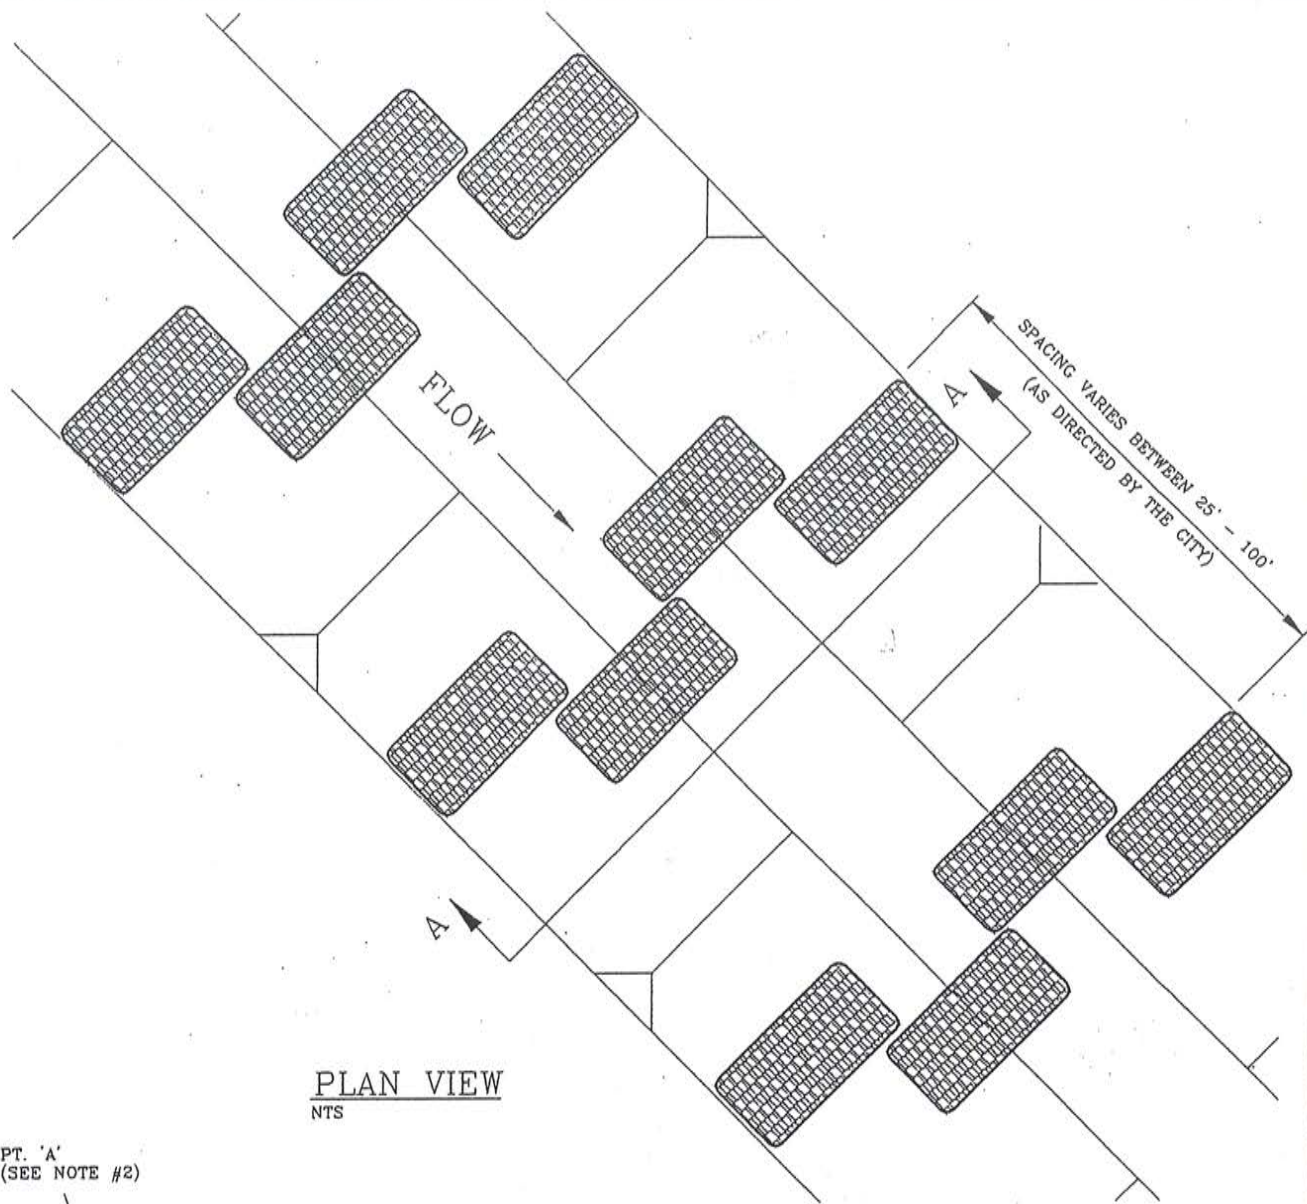 FLOW
A
SPACING VARIES BETWEEN 25' - 100'
(AS DIRECTED BY THE CITY)
A
PLAN VIEW
NTS
PT. 'A'
(SEE NOTE #2)